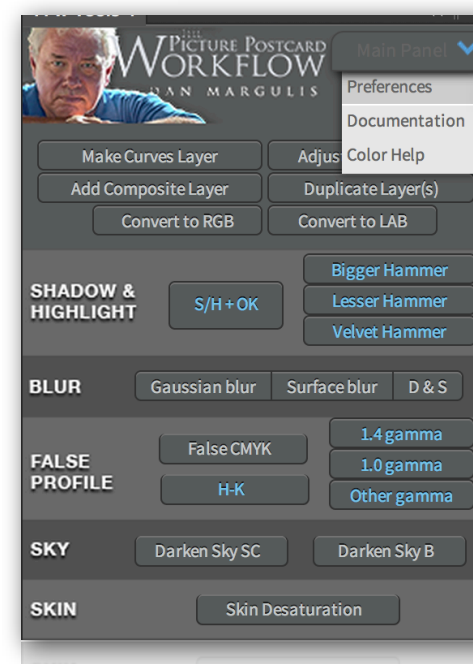 PICTURE POSTCARD
WORKFLOW
DAN MARGULIS
Main Panel
Preferences
Documentation
Color Help
Make Curves Layer
Adjus
Add Composite Layer
Duplicate Layer(s)
Convert to RGB
Convert to LAB
SHADOW &
HIGHLIGHT
S/H + OK
Bigger Hammer
Lesser Hammer
Velvet Hammer
BLUR
Gaussian blur
Surface blur
D & S
FALSE
PROFILE
False CMYK
H-K
1.4 gamma
1.0 gamma
Other gamma
SKY
Darken Sky SC
Darken Sky B
SKIN
Skin Desaturation